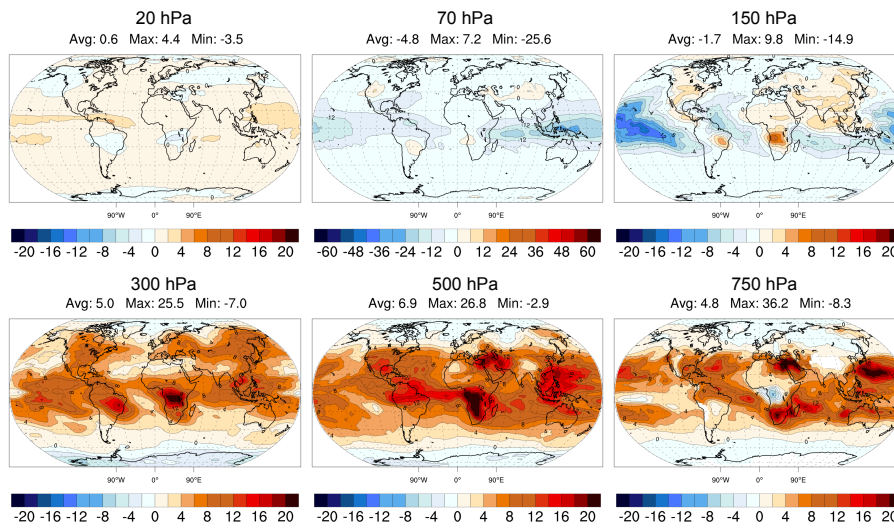 20 hPa 70 hPa 150 hPa
Avg: 0.6 Max: 4.4 Min: -3.5 Avg: -4.8 Max: 7.2 Min: -25.6 Avg: -1.7 Max: 9.8 Min: -14.9
90°W 0° 90°E 90°W 0° 90°E 90°W 0° 90°E
-20 -16 -12 -8 -4 0 4 8 12 16 20 -60 -48 -36 -24 -12 0 12 24 36 48 60 -20 -16 -12 -8 -4 0 4 8 12 16 20
300 hPa 500 hPa 750 hPa
Avg: 5.0 Max: 25.5 Min: -7.0 Avg: 6.9 Max: 26.8 Min: -2.9 Avg: 4.8 Max: 36.2 Min: -8.3
90°W 0° 90°E 90°W 0° 90°E 90°W 0° 90°E
-20 -16 -12 -8 -4 0 4 8 12 16 20 -20 -16 -12 -8 -4 0 4 8 12 16 20 -20 -16 -12 -8 -4 0 4 8 12 16 20